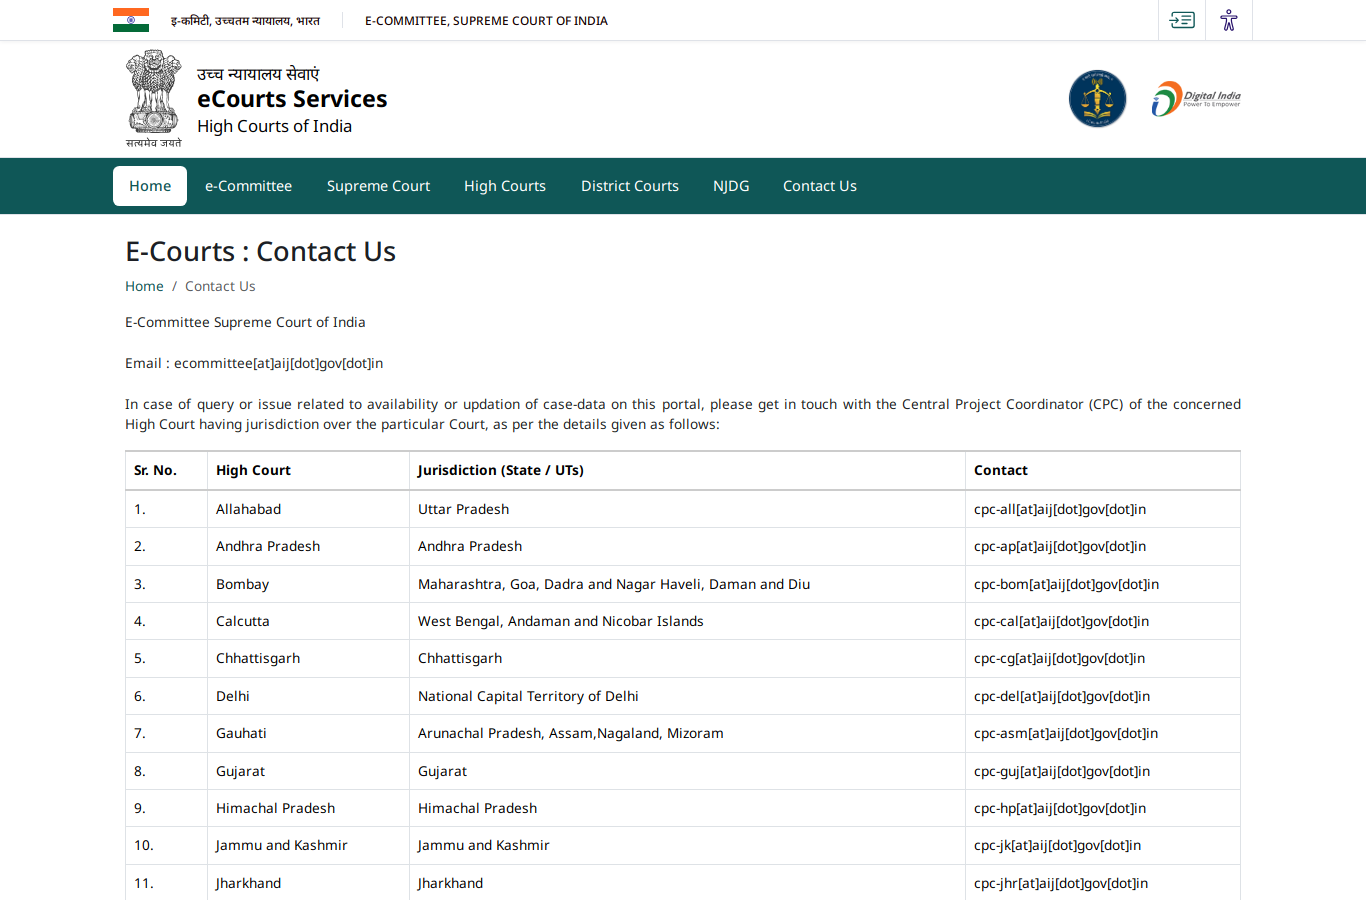 इ-कमिटी, उच्चतम न्यायालय, भारत
E-COMMITTEE, SUPREME COURT OF INDIA
सत्यमेव जयते
उच्च न्यायालय सेवाएं
eCourts Services
High Courts of India
Digital India
Power To Empower
Home
e-Committee
Supreme Court
High Courts
District Courts
NJDG
Contact Us
E-Courts : Contact Us
Home / Contact Us
E-Committee Supreme Court of India
Email : ecommittee[at]aij[dot]gov[dot]in
In case of query or issue related to availability or updation of case-data on this portal, please get in touch with the Central Project Coordinator (CPC) of the concerned
High Court having jurisdiction over the particular Court, as per the details given as follows:
Sr. No. High Court Jurisdiction (State / UTs) Contact
1. Allahabad Uttar Pradesh cpc-all[at]aij[dot]gov[dot]in
2. Andhra Pradesh Andhra Pradesh cpc-ap[at]aij[dot]gov[dot]in
3. Bombay Maharashtra, Goa, Dadra and Nagar Haveli, Daman and Diu cpc-bom[at]aij[dot]gov[dot]in
4. Calcutta West Bengal, Andaman and Nicobar Islands cpc-cal[at]aij[dot]gov[dot]in
5. Chhattisgarh Chhattisgarh cpc-cg[at]aij[dot]gov[dot]in
6. Delhi National Capital Territory of Delhi cpc-del[at]aij[dot]gov[dot]in
7. Gauhati Arunachal Pradesh, Assam,Nagaland, Mizoram cpc-asm[at]aij[dot]gov[dot]in
8. Gujarat Gujarat cpc-guj[at]aij[dot]gov[dot]in
9. Himachal Pradesh Himachal Pradesh cpc-hp[at]aij[dot]gov[dot]in
10. Jammu and Kashmir Jammu and Kashmir cpc-jk[at]aij[dot]gov[dot]in
11. Jharkhand Jharkhand cpc-jhr[at]aij[dot]gov[dot]in